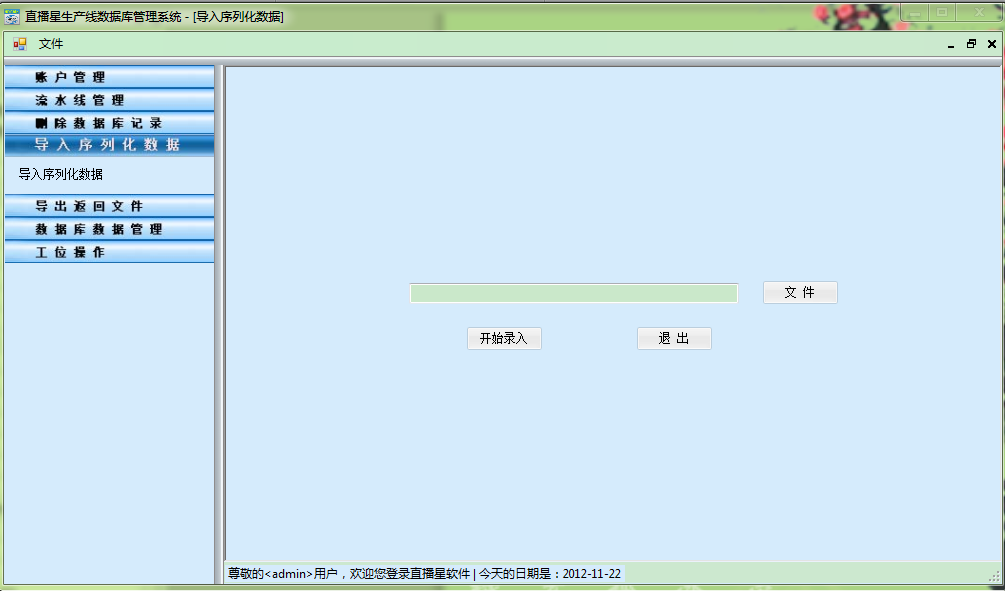 直播星生产线数据库管理系统 - [导入序列化数据]
文件
账户管理
流水线管理
删除数据库记录
导入序列化数据
导入序列化数据
导出返回文件
数据库数据管理
工位操作
文 件
开始录入
退 出
尊敬的<admin>用户，欢迎您登录直播星软件 | 今天的日期是：2012-11-22